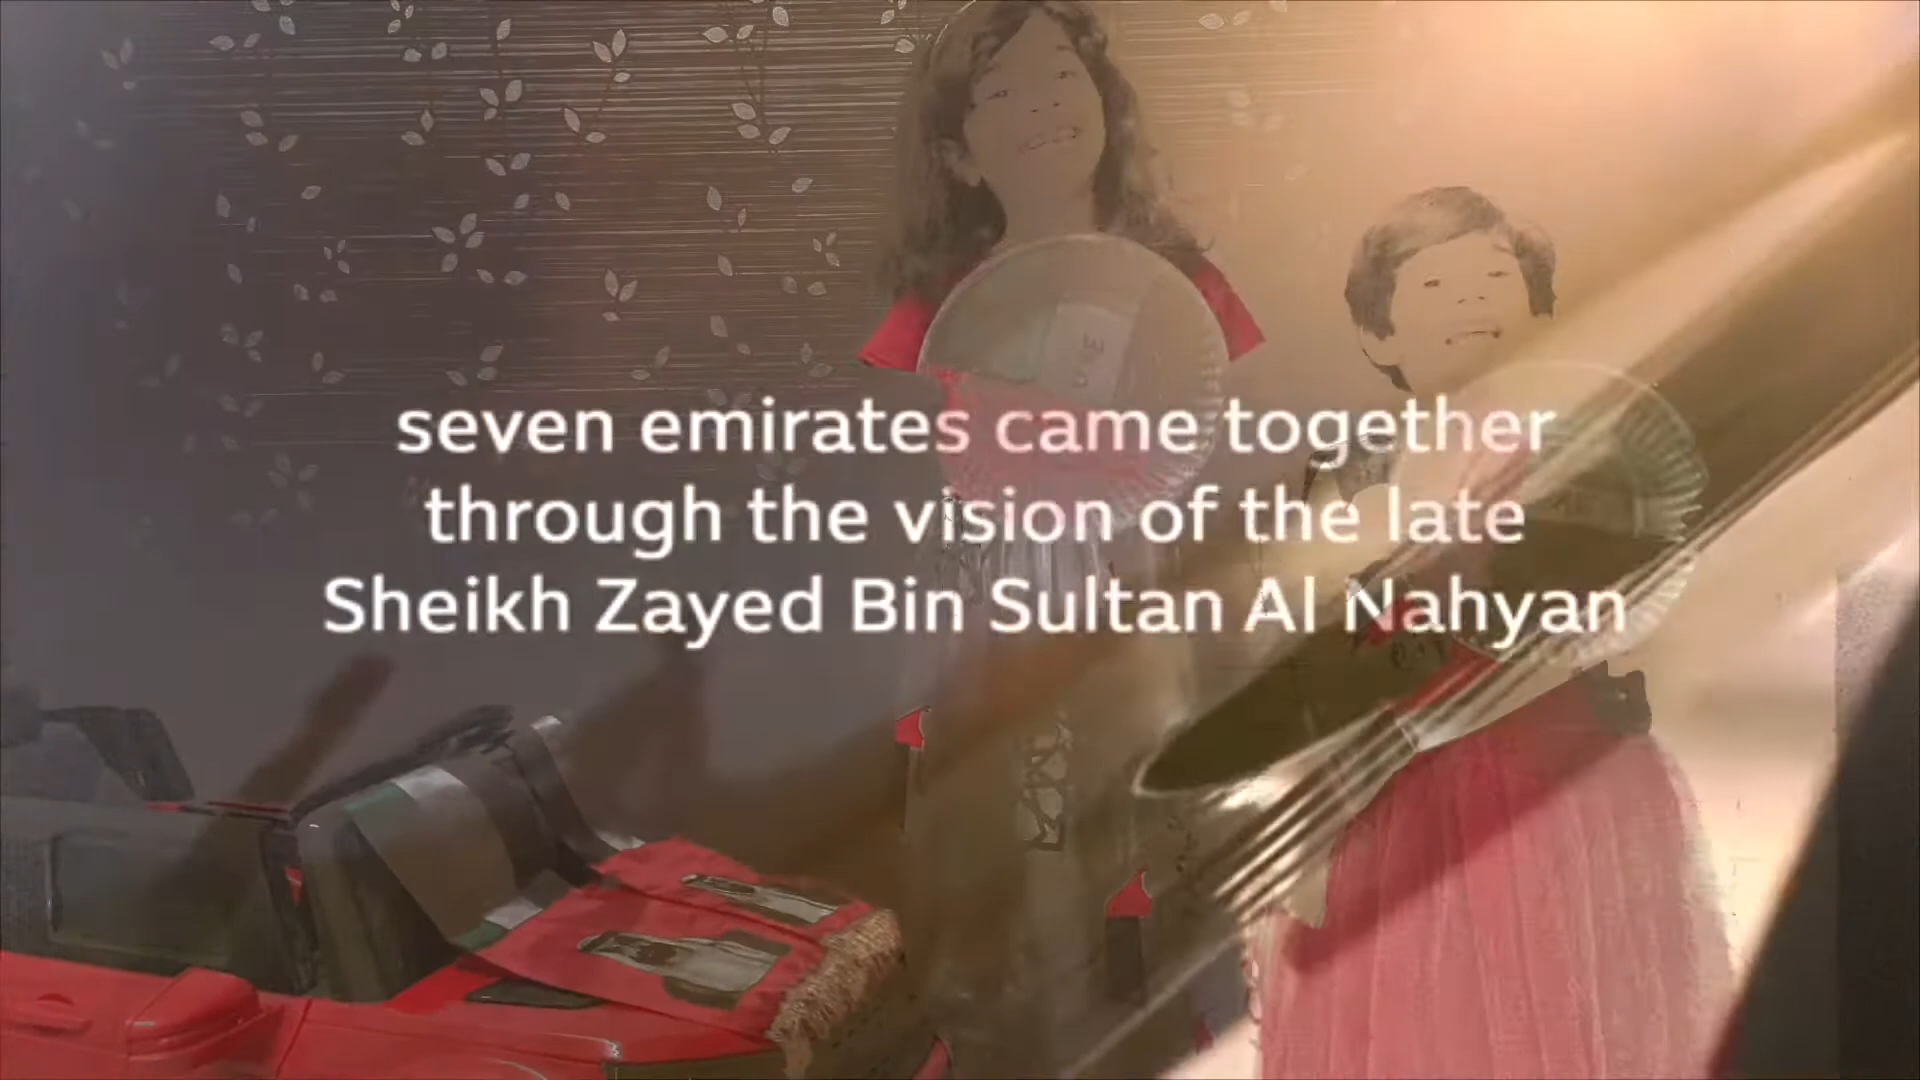 seven emirates came together
through the vision of the late
Sheikh Zayed Bin Sultan Al Nahyan